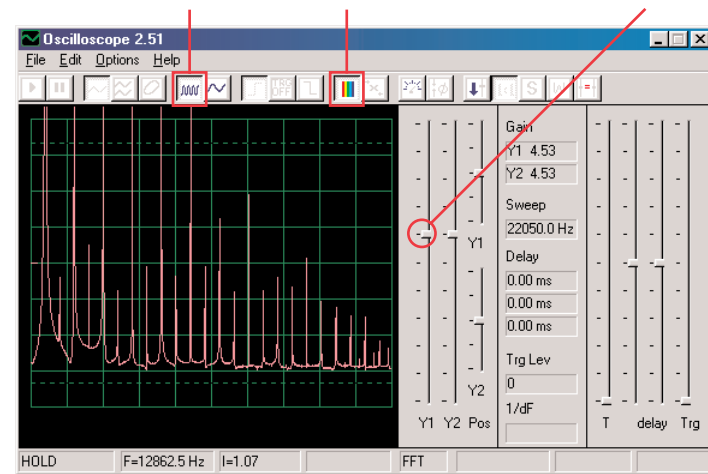 Oscilloscope 2.51
File Edit Options Help
TRG OFF
S
Gain
Y1 4.53
Y2 4.53
Sweep
22050.0 Hz
Y1
Delay
0.00 ms
0.00 ms
0.00 ms
Trg Lev
0
Y2
1/dF
Y1 Y2 Pos
T delay Trg
HOLD F=12862.5 Hz I=1.07 FFT